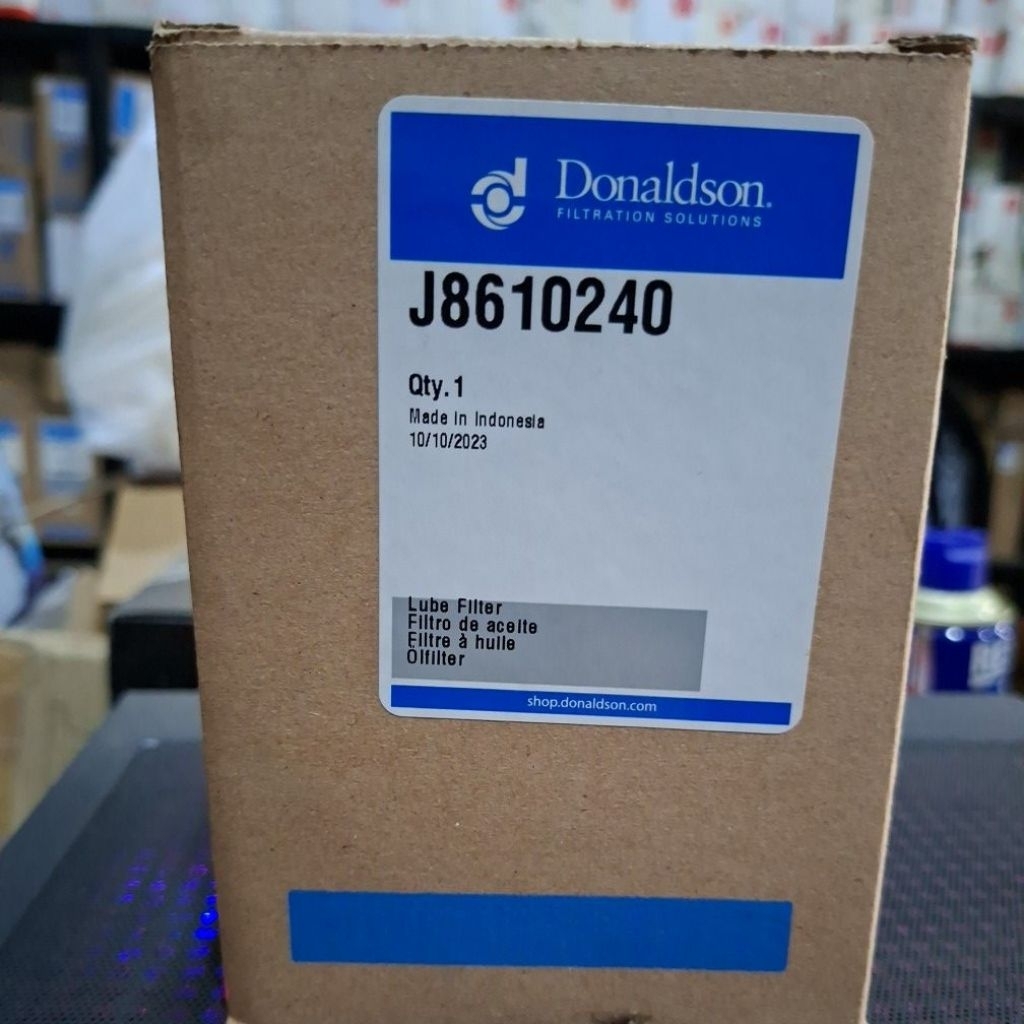 Donaldson.
FILTRATION SOLUTIONS
J8610240
Qty. 1
Made in Indonesia
10/10/2023
Lube Filter
Filtro de aceite
Filtre à huile
Ölfilter
shop.donaldson.com